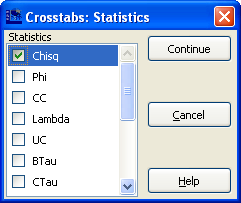 Crosstabs: Statistics
Statistics
Chisq
Phi
CC
Lambda
UC
BTau
CTau
Continue
Cancel
Help